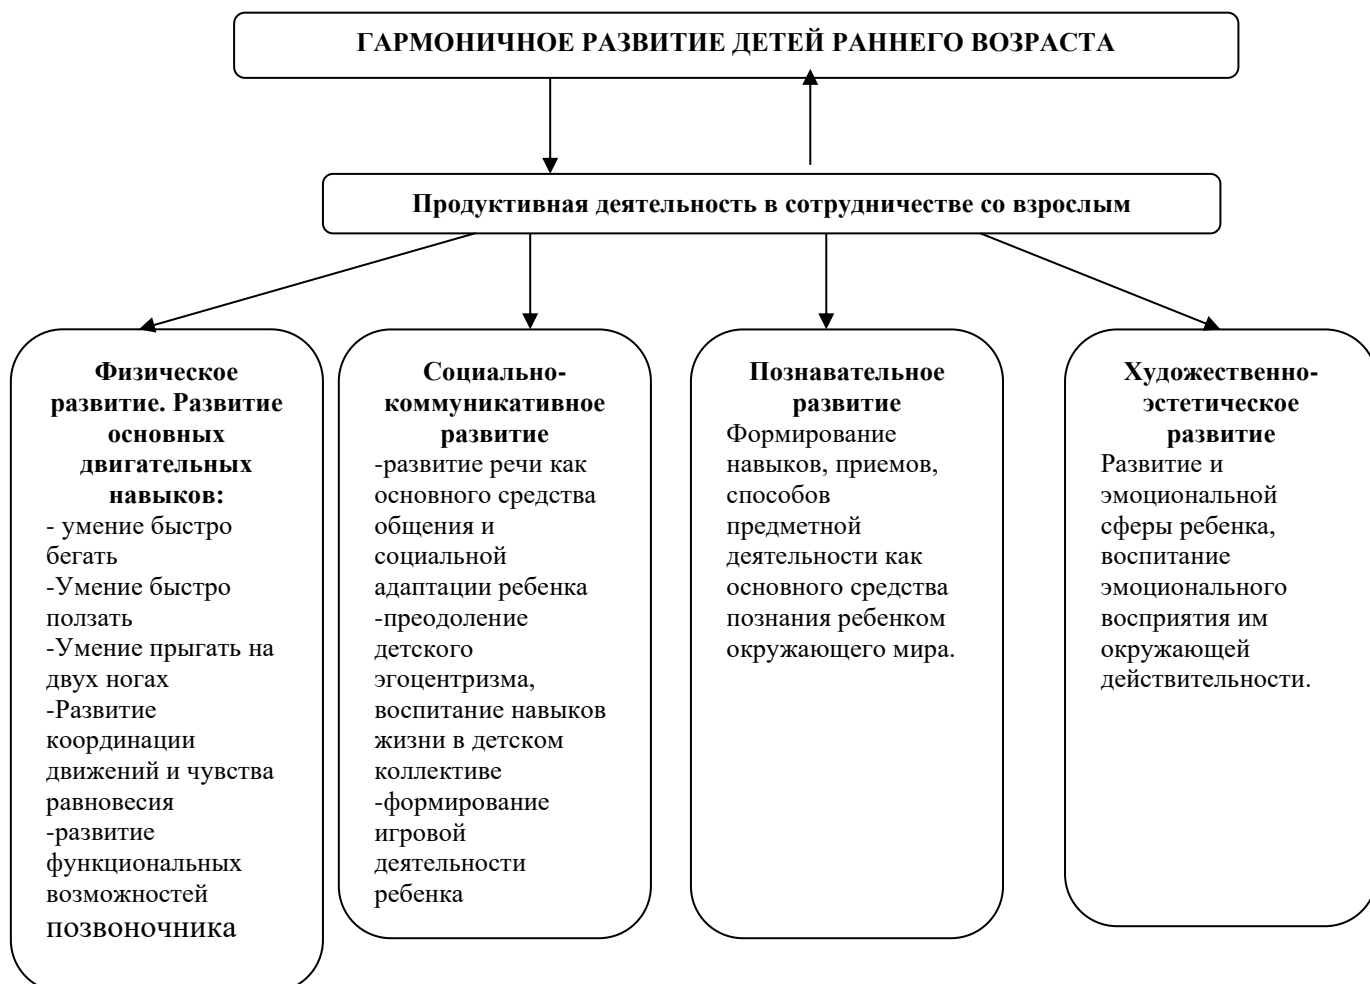 ГАРМОНИЧНОЕ РАЗВИТИЕ ДЕТЕЙ РАННЕГО ВОЗРАСТА
Продуктивная деятельность в сотрудничестве со взрослым
Физическое
развитие. Развитие
основных
двигательных
навыков:
- умение быстро
бегать
-Умение быстро
ползать
-Умение прыгать на
двух ногах
-Развитие
координации
движений и чувства
равновесия
-развитие
функциональных
возможностей
позвоночника
Социально-
коммуникативное
развитие
-развитие речи как
основного средства
общения и
социальной
адаптации ребенка
-преодоление
детского
эгоцентризма,
воспитание навыков
жизни в детском
коллективе
-формирование
игровой
деятельности
ребенка
Познавательное
развитие
Формирование
навыков, приемов,
способов
предметной
деятельности как
основного средства
познания ребенком
окружающего мира.
Художественно-
эстетическое
развитие
Развитие и
эмоциональной
сферы ребенка,
воспитание
эмоционального
восприятия им
окружающей
действительности.